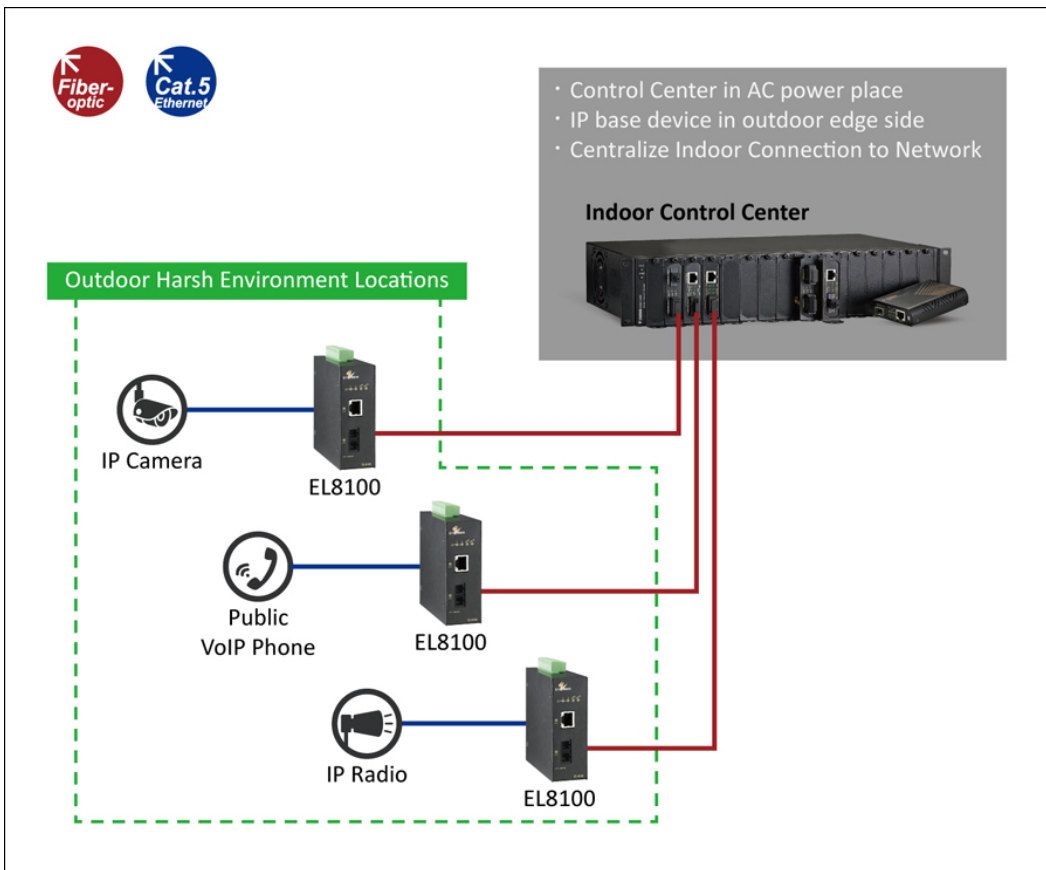 Fiber-
optic
Cat.5
Ethernet
· Control Center in AC power place
· IP base device in outdoor edge side
· Centralize Indoor Connection to Network
Indoor Control Center
Outdoor Harsh Environment Locations
IP Camera
EL8100
Public
VoIP Phone
EL8100
IP Radio
EL8100